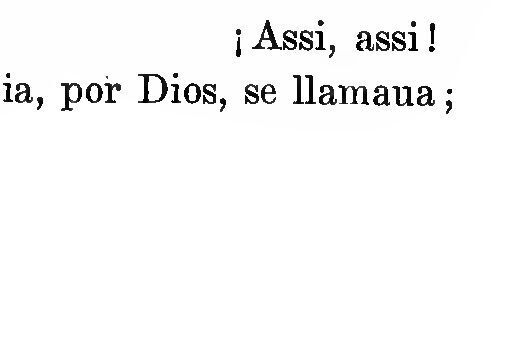 ¡Assi, assi!
ia, por Dios, se llamaua;